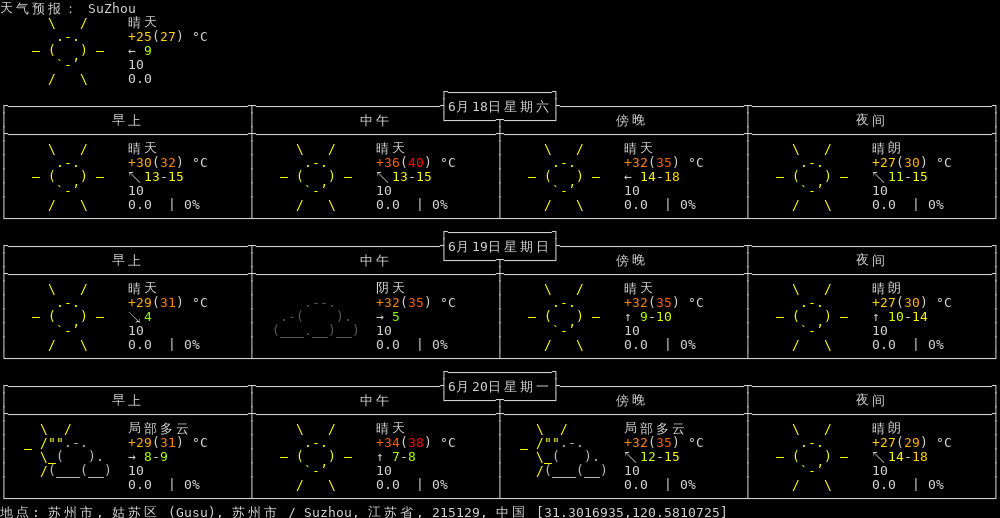 天气预报: SuZhou
晴天
+25(27) °C
← 9
10
0.0
6月18日星期六
早上 中午 傍晚 夜间
晴天 晴天 晴天 晴朗
+30(32) °C +36(40) °C +32(35) °C +27(30) °C
↖ 13-15 ↖ 13-15 ← 14-18 ↖ 11-15
10 10 10 10
0.0 | 0% 0.0 | 0% 0.0 | 0% 0.0 | 0%
6月19日星期日
早上 中午 傍晚 夜间
晴天 阴天 晴天 晴朗
+29(31) °C +32(35) °C +32(35) °C +27(30) °C
↘ 4 → 5 ↑ 9-10 ↑ 10-14
10 10 10 10
0.0 | 0% 0.0 | 0% 0.0 | 0% 0.0 | 0%
6月20日星期一
早上 中午 傍晚 夜间
局部多云 晴天 局部多云 晴朗
+29(31) °C +34(38) °C +32(35) °C +27(29) °C
→ 8-9 ↑ 7-8 ↖ 12-15 ↖ 14-18
10 10 10 10
0.0 | 0% 0.0 | 0% 0.0 | 0% 0.0 | 0%
地点: 苏州市, 姑苏区 (Gusu), 苏州市 / Suzhou, 江苏省, 215129, 中国 [31.3016935,120.5810725]